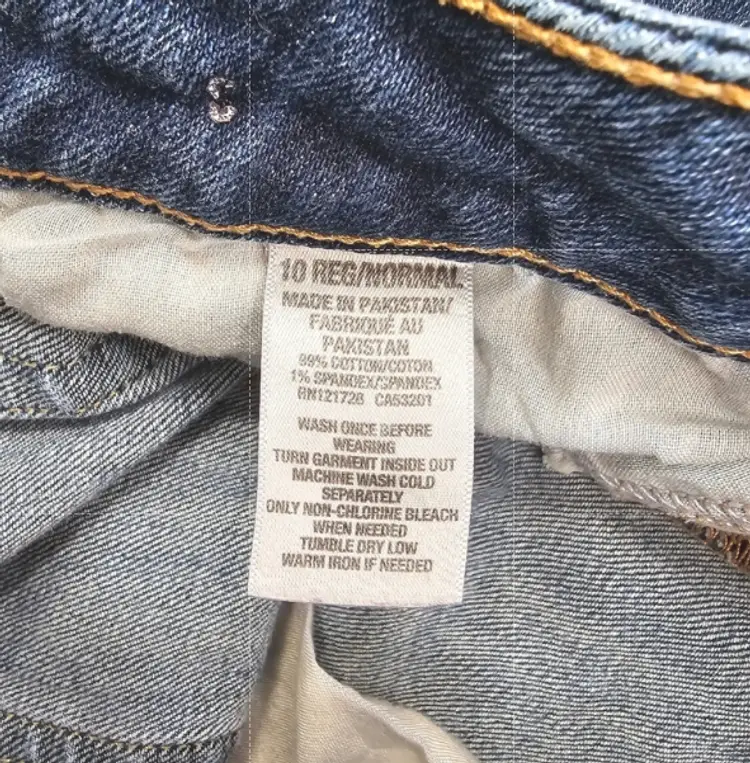 10 REG/NORMAL
MADE IN PAKISTAN/
FABRIQUÉ AU
PAKISTAN
99% COTTON/COTON
1% SPANDEX/SPANDEX
RN121728 CA53201
WASH ONCE BEFORE
WEARING
TURN GARMENT INSIDE OUT
MACHINE WASH COLD
SEPARATELY
ONLY NON-CHLORINE BLEACH
WHEN NEEDED
TUMBLE DRY LOW
WARM IRON IF NEEDED